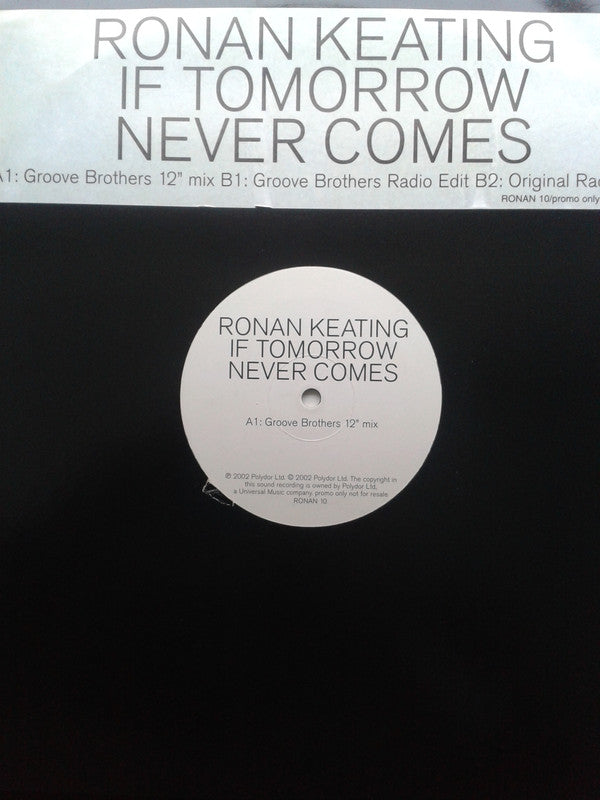 RONAN KEATING
IF TOMORROW
NEVER COMES
A1: Groove Brothers 12" mix B1: Groove Brothers Radio Edit B2: Original
RONAN 10/promo only
RONAN KEATING
IF TOMORROW
NEVER COMES
A1: Groove Brothers 12" mix
℗ 2002 Polydor Ltd. © 2002 Polydor Ltd. The copyright in
this sound recording is owned by Polydor Ltd.
a Universal Music company. promo only not for resale
RONAN 10.